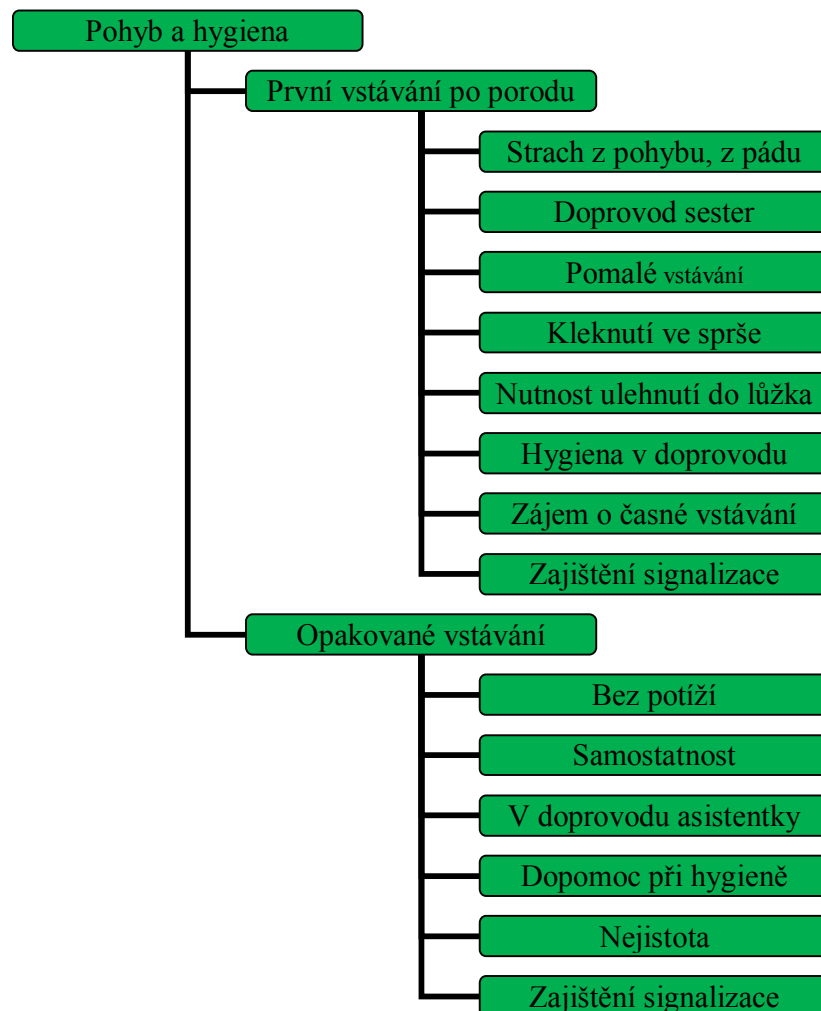 Pohyb a hygiena
První vstávání po porodu
Strach z pohybu, z pádu
Doprovod sester
Pomalé vstávání
Kleknutí ve sprše
Nutnost ulehnutí do lůžka
Hygiena v doprovodu
Zájem o časné vstávání
Zajištění signalizace
Opakované vstávání
Bez potíží
Samostatnost
V doprovodu asistentky
Dopomoc při hygieně
Nejistota
Zajištění signalizace